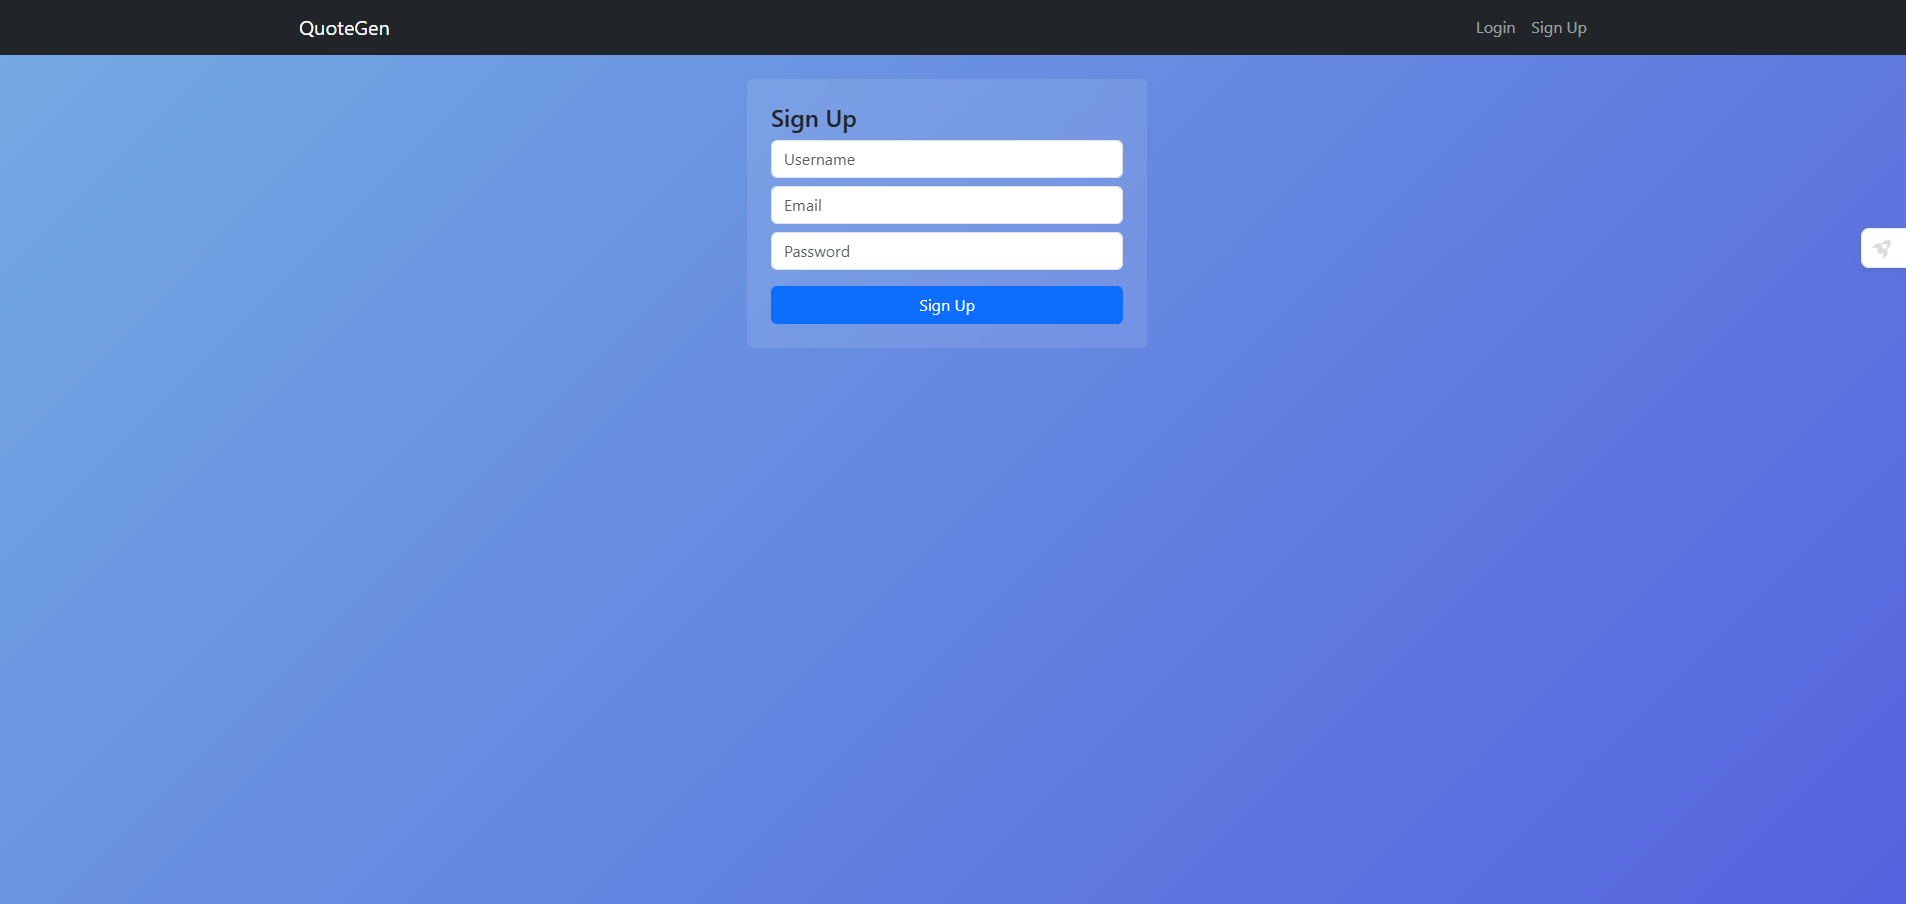 QuoteGen
Login
Sign Up
Sign Up
Username
Email
Password
Sign Up